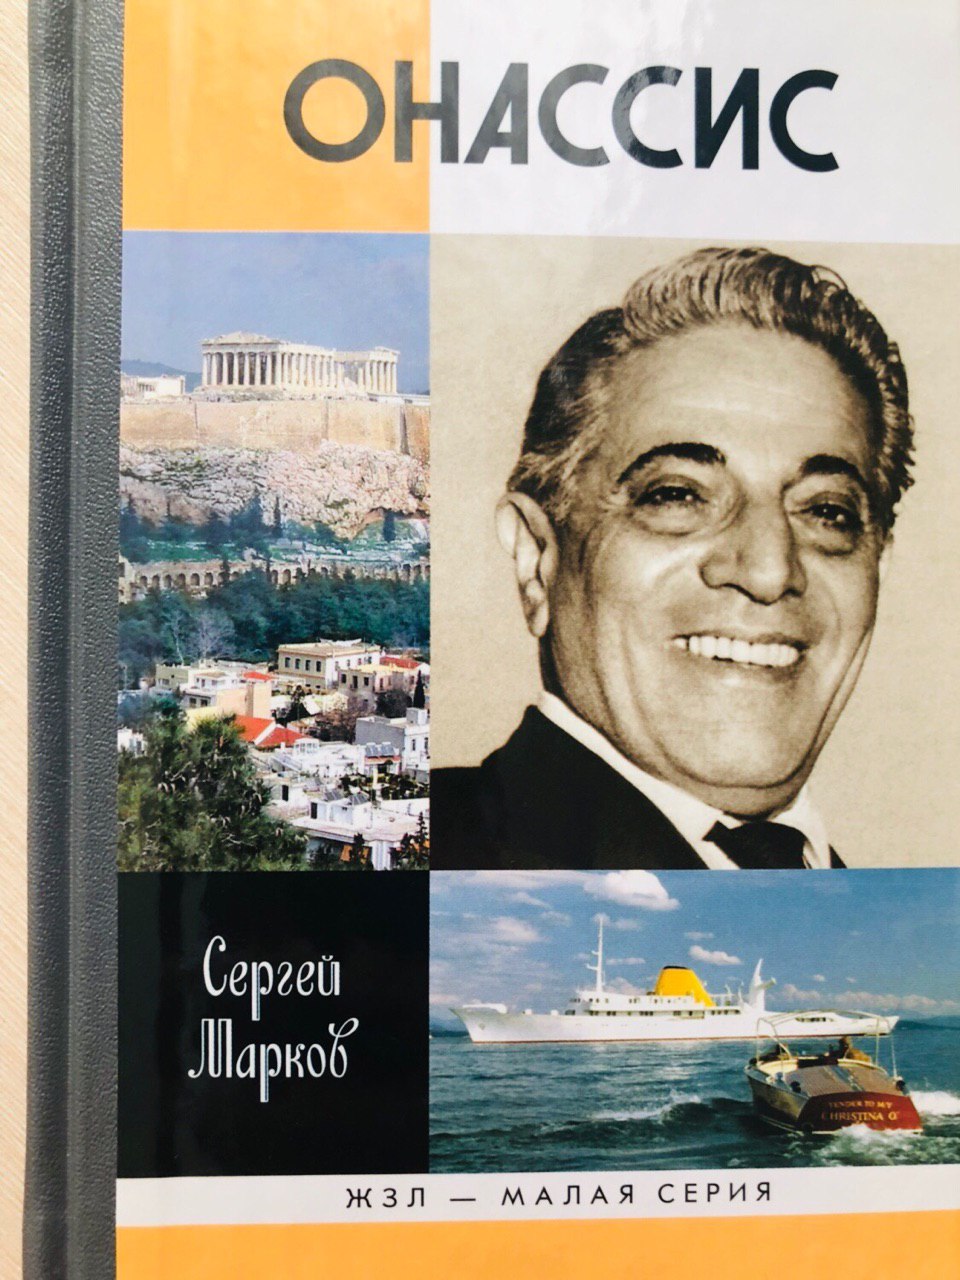 ОНАССИС
Сергей
Марков
TENDER TO M/Y
CHRISTINA O
ЖЗЛ — МАЛАЯ СЕРИЯ